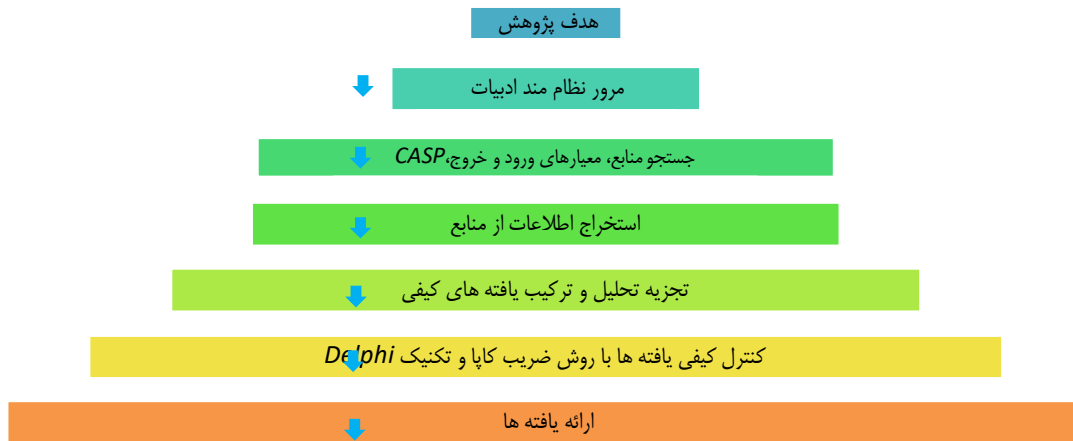 هدف پژوهش
مرور نظام مند ادبیات
جستجو منابع، معیارهای ورود و خروج،CASP
استخراج اطلاعات از منابع
تجزیه تحلیل و ترکیب یافته های کیفی
کنترل کیفی یافته ها با روش ضریب کاپا و تکنیک Delphi
ارائه یافته ها